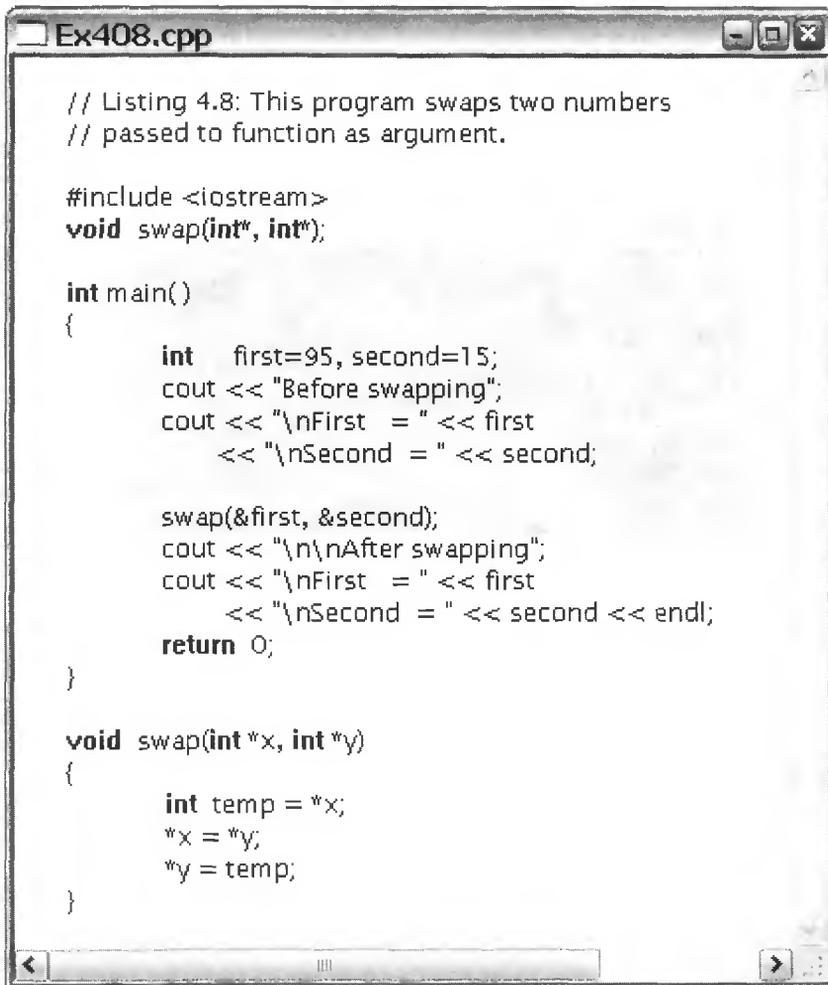 Ex408.cpp
// Listing 4.8: This program swaps two numbers
// passed to function as argument.
#include <iostream>
void swap(int*, int*);
int main()
{
int first=95, second=15;
cout << "Before swapping";
cout << "\nFirst = " << first
<< "\nSecond = " << second;
swap(&first, &second);
cout << "\n\nAfter swapping";
cout << "\nFirst = " << first
<< "\nSecond = " << second << endl;
return 0;
}
void swap(int *x, int *y)
{
int temp = *x;
*x = *y;
*y = temp;
}